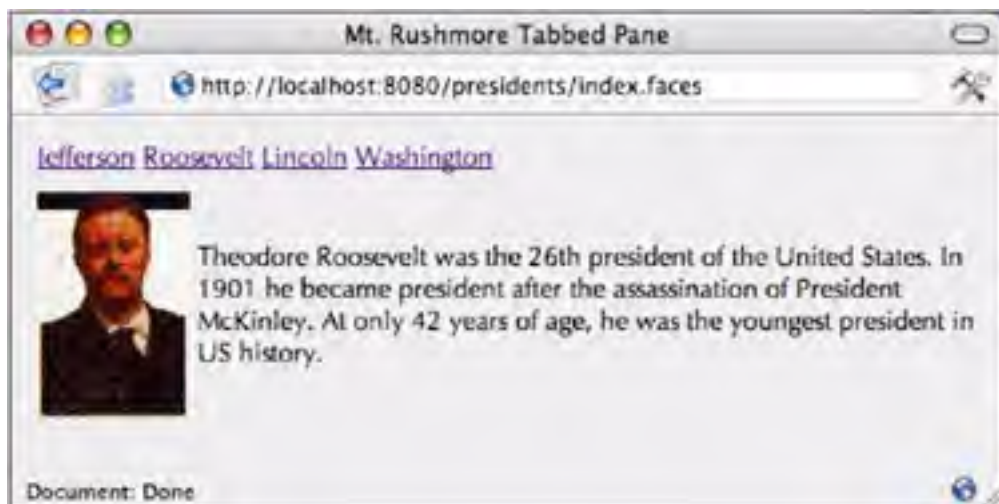 Mt. Rushmore Tabbed Pane
http://localhost:8080/presidents/index.faces
Jefferson Roosevelt Lincoln Washington
Theodore Roosevelt was the 26th president of the United States. In
1901 he became president after the assassination of President
McKinley. At only 42 years of age, he was the youngest president in
US history.
Document: Done